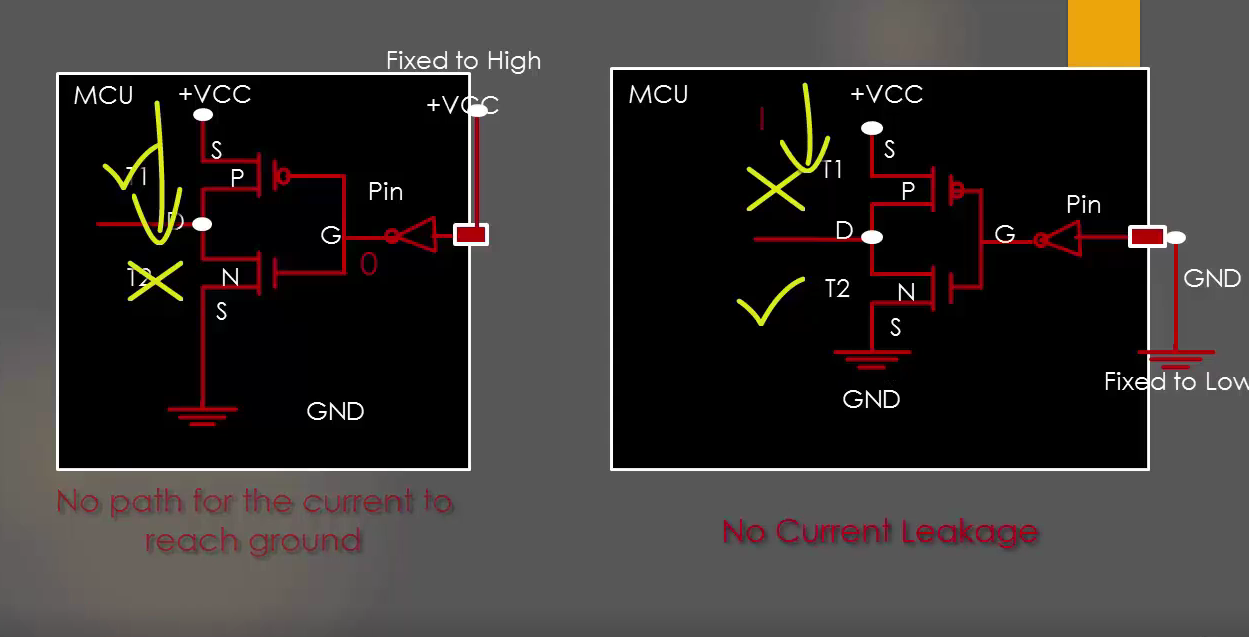 Fixed to High
MCU
+VCC
+VCC
S
T1
P
Pin
D
G
0
T2
N
S
GND
No path for the current to
reach ground
MCU
+VCC
1
S
T1
P
Pin
D
G
GND
T2
N
S
Fixed to Low
GND
No Current Leakage